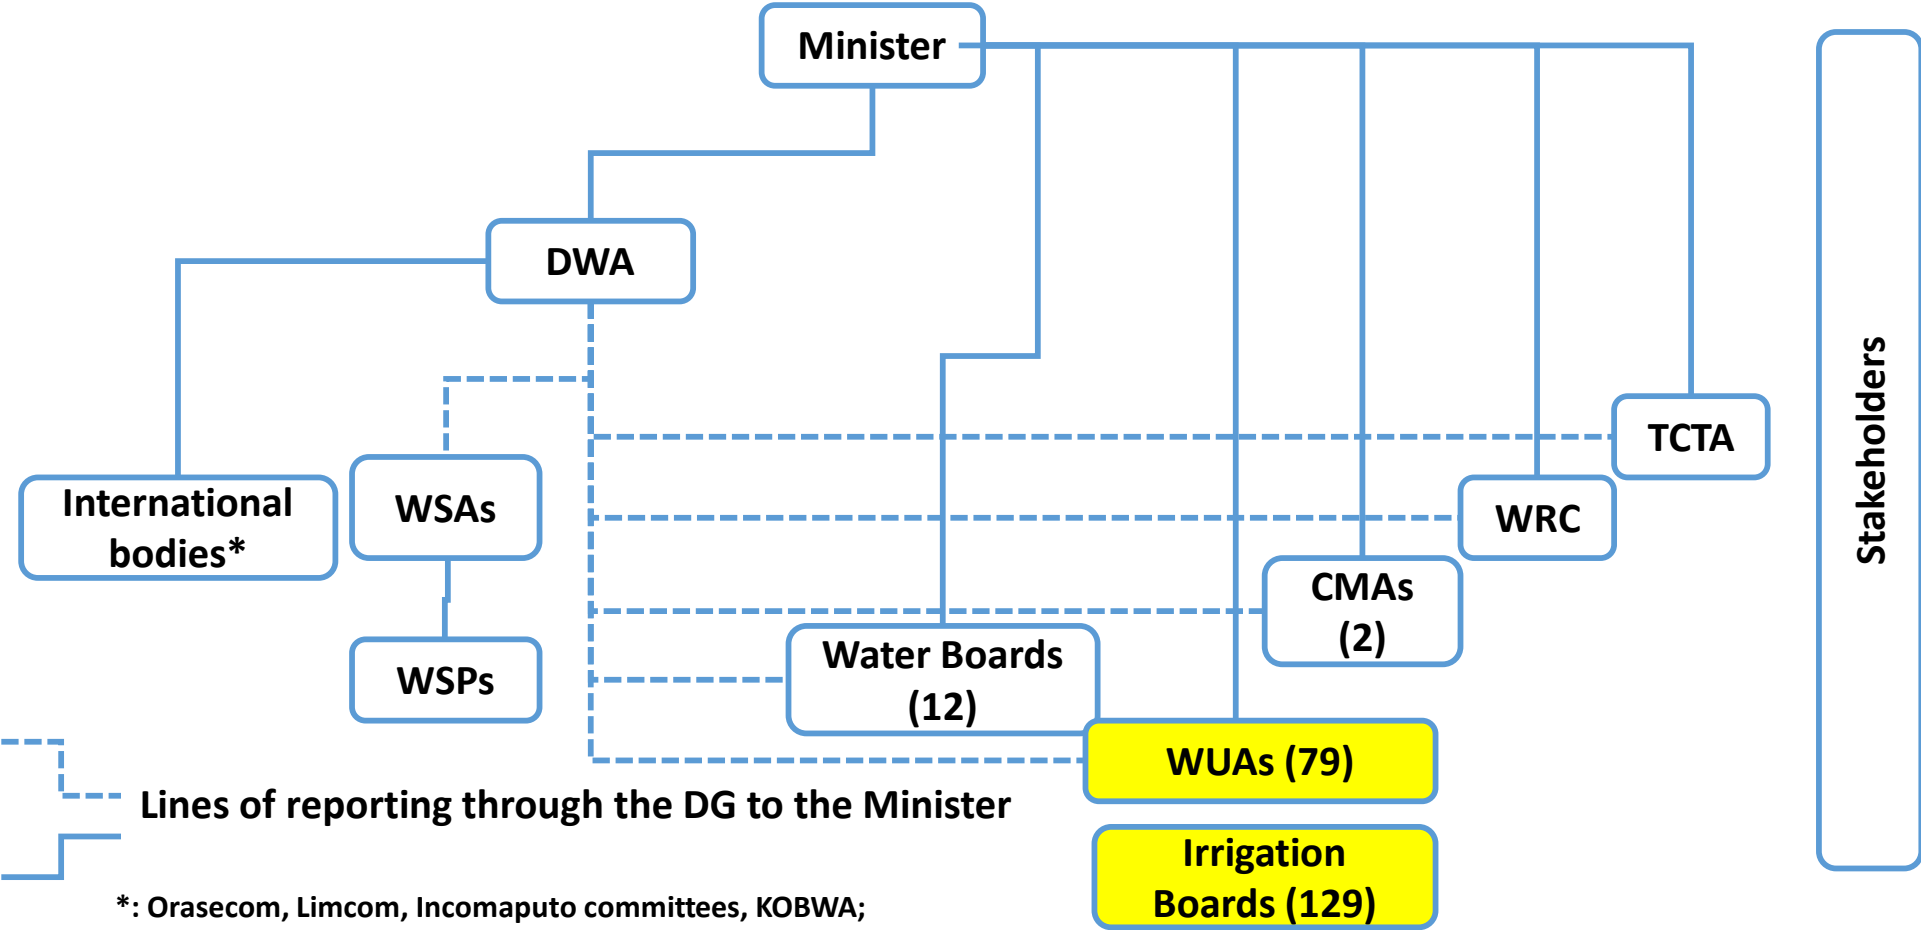 Minister
DWA
Stakeholders
TCTA
International
bodies*
WSAs
WRC
CMAs
(2)
Water Boards
(12)
WSPs
WUAs (79)
Lines of reporting through the DG to the Minister
Irrigation
Boards (129)
*: Orasecom, Limcom, Incomaputo committees, KOBWA;